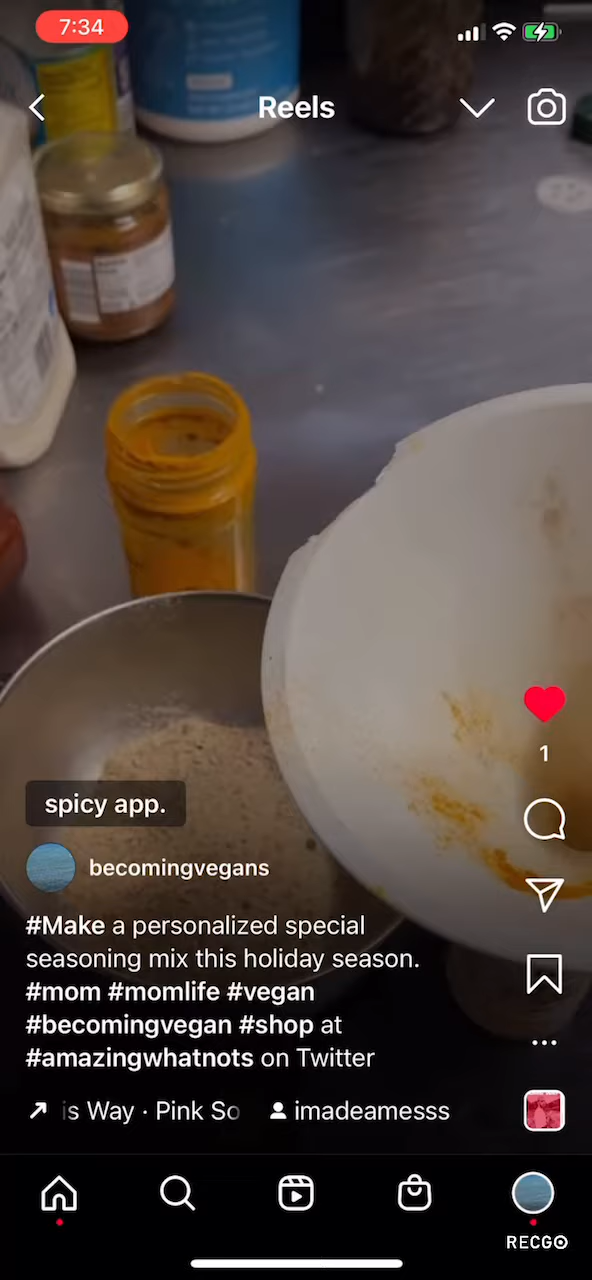 7:34
Reels
1
spicy app.
becomingvegans
#Make a personalized special
seasoning mix this holiday season.
#mom #momlife #vegan
#becomingvegan #shop at
#amazingwhatnots on Twitter
is Way · Pink So imadeamesss
RECGO